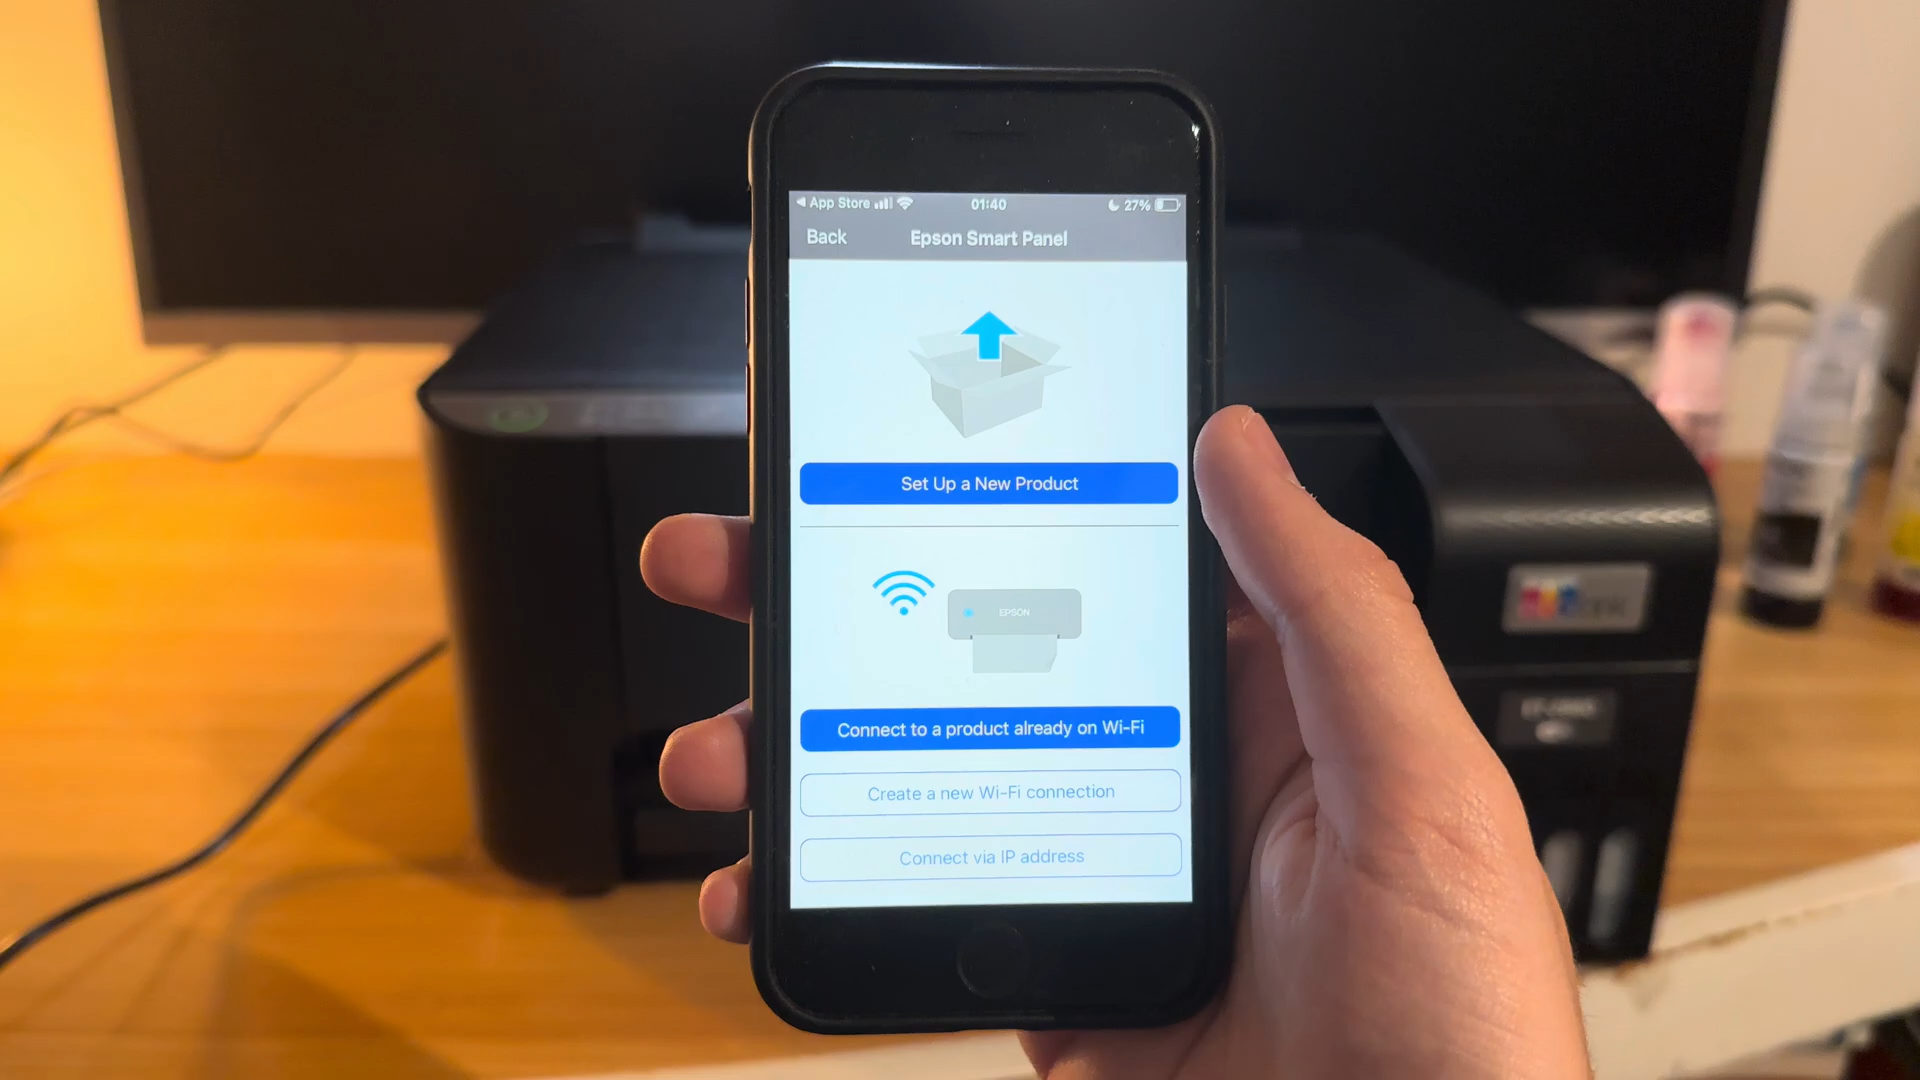 App Store 01:40 27%
Back Epson Smart Panel
Set Up a New Product
EPSON
Connect to a product already on Wi-Fi
Create a new Wi-Fi connection
Connect via IP address